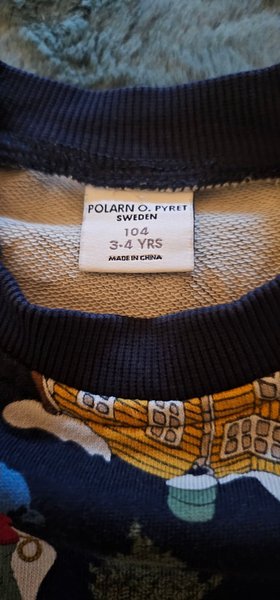 POLARN O. PYRET
SWEDEN
104
3-4 YRS
MADE IN CHINA